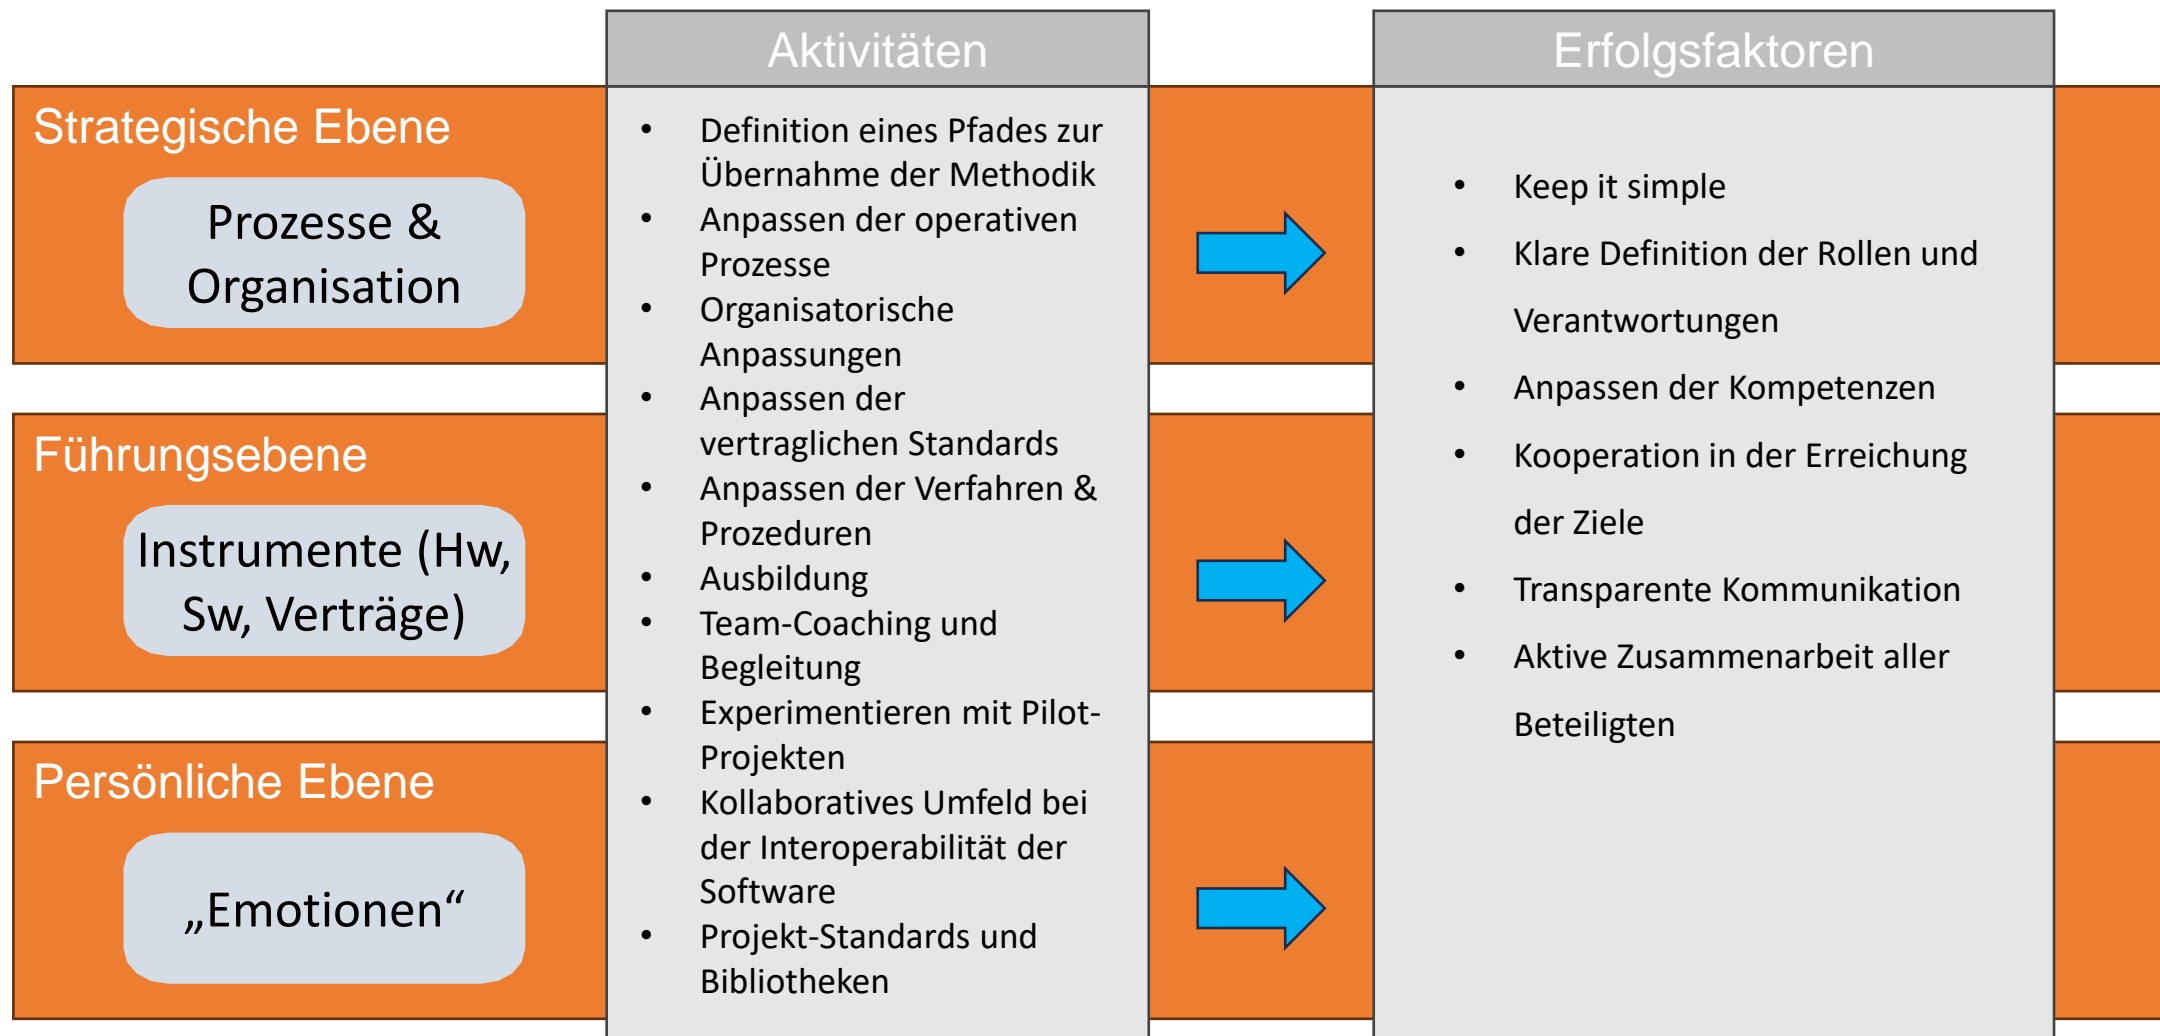 Aktivitäten
Erfolgsfaktoren
Strategische Ebene
Prozesse &
Organisation
Führungsebene
Instrumente (Hw,
Sw, Verträge)
Persönliche Ebene
„Emotionen“
• Definition eines Pfades zur
Übernahme der Methodik
• Anpassen der operativen
Prozesse
• Organisatorische
Anpassungen
• Anpassen der
vertraglichen Standards
• Anpassen der Verfahren &
Prozeduren
• Ausbildung
• Team-Coaching und
Begleitung
• Experimentieren mit Pilot-
Projekten
• Kollaboratives Umfeld bei
der Interoperabilität der
Software
• Projekt-Standards und
Bibliotheken
• Keep it simple
• Klare Definition der Rollen und
Verantwortungen
• Anpassen der Kompetenzen
• Kooperation in der Erreichung
der Ziele
• Transparente Kommunikation
• Aktive Zusammenarbeit aller
Beteiligten